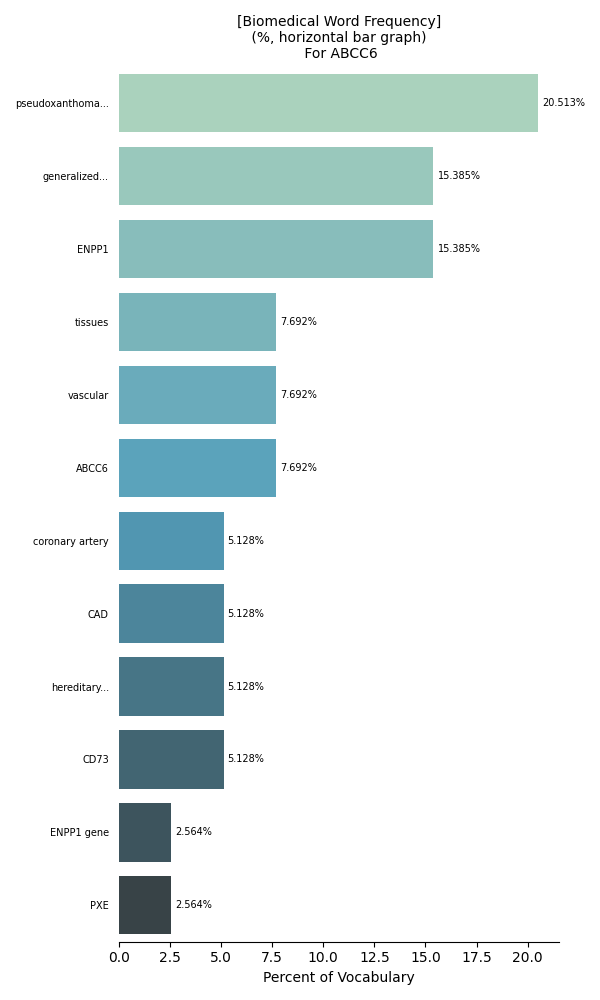 [Biomedical Word Frequency]
(%, horizontal bar graph)
For ABCC6
pseudoxanthoma... 20.513%
generalized... 15.385%
ENPP1 15.385%
tissues 7.692%
vascular 7.692%
ABCC6 7.692%
coronary artery 5.128%
CAD 5.128%
hereditary... 5.128%
CD73 5.128%
ENPP1 gene 2.564%
PXE 2.564%
0.0 2.5 5.0 7.5 10.0 12.5 15.0 17.5 20.0
Percent of Vocabulary